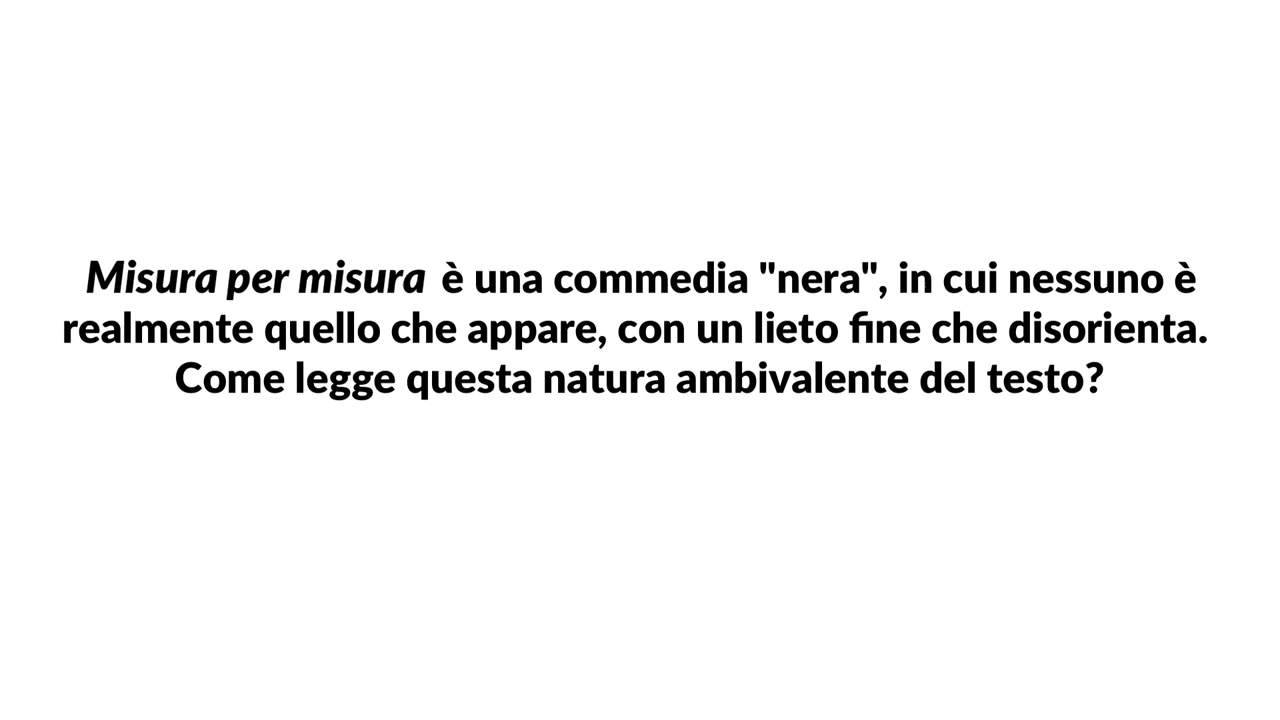 Misura per misura è una commedia "nera", in cui nessuno è
realmente quello che appare, con un lieto fine che disorienta.
Come legge questa natura ambivalente del testo?